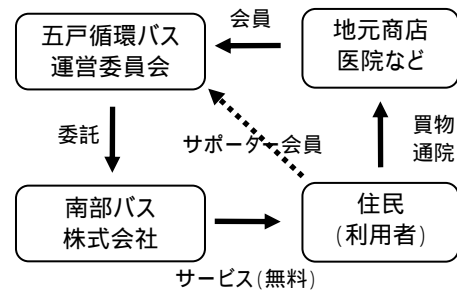 五戸循環バス
運営委員会
会員
地元商店
医院など
委託
サポーター会員
買物
通院
南部バス
株式会社
住民
(利用者)
サービス(無料)